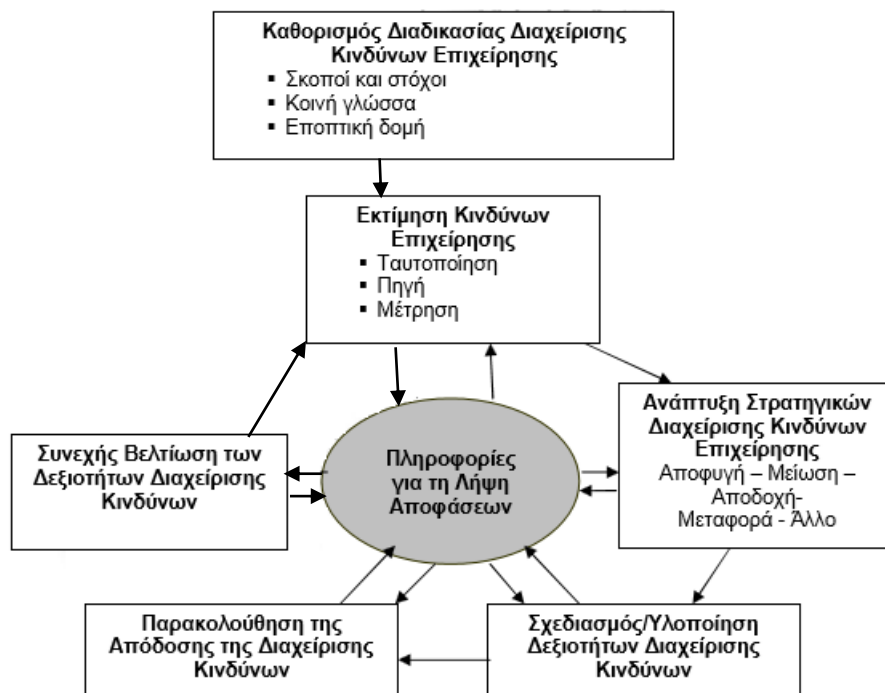 Καθορισμός Διαδικασίας Διαχείρισης
Κινδύνων Επιχείρησης
▪ Σκοποί και στόχοι
▪ Κοινή γλώσσα
▪ Εποπτική δομή
Εκτίμηση Κινδύνων
Επιχείρησης
▪ Ταυτοποίηση
▪ Πηγή
▪ Μέτρηση
Ανάπτυξη Στρατηγικών
Διαχείρισης Κινδύνων
Επιχείρησης
Αποφυγή – Μείωση –
Αποδοχή-
Μεταφορά - Άλλο
Συνεχής Βελτίωση των
Δεξιοτήτων Διαχείρισης
Κινδύνων
Πληροφορίες
για τη Λήψη
Αποφάσεων
Παρακολούθηση της
Απόδοσης της Διαχείρισης
Κινδύνων
Σχεδιασμός/Υλοποίηση
Δεξιοτήτων Διαχείρισης
Κινδύνων